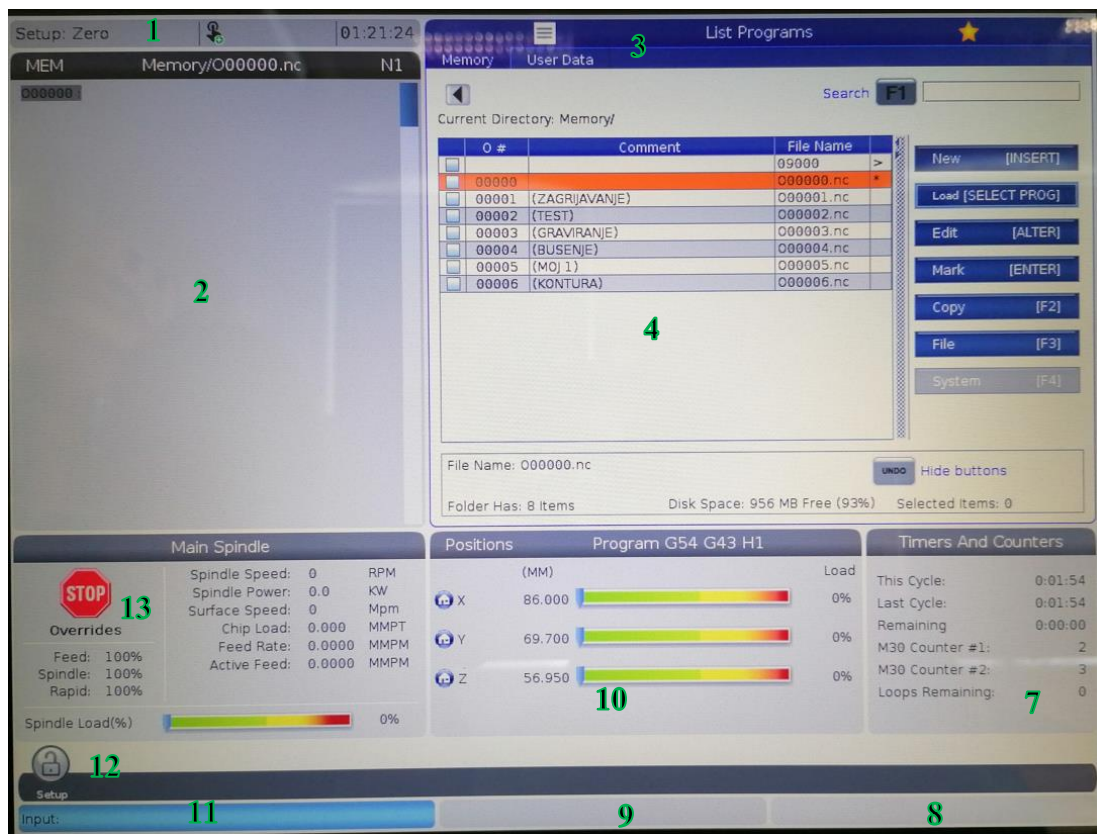 Setup: Zero 1 01:21:24
MEM Memory/O00000.nc N1
O00000 ;
2
3 List Programs
Memory User Data
Search F1
Current Directory: Memory/
O # Comment File Name
09000 >
00000 O00000.nc *
00001 (ZAGRIJAVANJE) O00001.nc
00002 (TEST) O00002.nc
00003 (GRAVIRANJE) O00003.nc
00004 (BUSENJE) O00004.nc
00005 (MOJ 1) O00005.nc
00006 (KONTURA) O00006.nc
4
New [INSERT]
Load [SELECT PROG]
Edit [ALTER]
Mark [ENTER]
Copy [F2]
File [F3]
System [F4]
File Name: O00000.nc
UNDO Hide buttons
Folder Has: 8 Items Disk Space: 956 MB Free (93%) Selected Items: 0
Main Spindle
STOP 13
Overrides
Feed: 100%
Spindle: 100%
Rapid: 100%
Spindle Speed: 0 RPM
Spindle Power: 0.0 KW
Surface Speed: 0 Mpm
Chip Load: 0.000 MMPT
Feed Rate: 0.0000 MMPM
Active Feed: 0.0000 MMPM
Spindle Load(%) 0%
Positions Program G54 G43 H1
(MM) Load
X 86.000 0%
Y 69.700 0%
Z 56.950 0%
10
Timers And Counters
This Cycle: 0:01:54
Last Cycle: 0:01:54
Remaining 0:00:00
M30 Counter #1: 2
M30 Counter #2: 3
Loops Remaining: 0
7
12
Setup
Input: 11
9
8